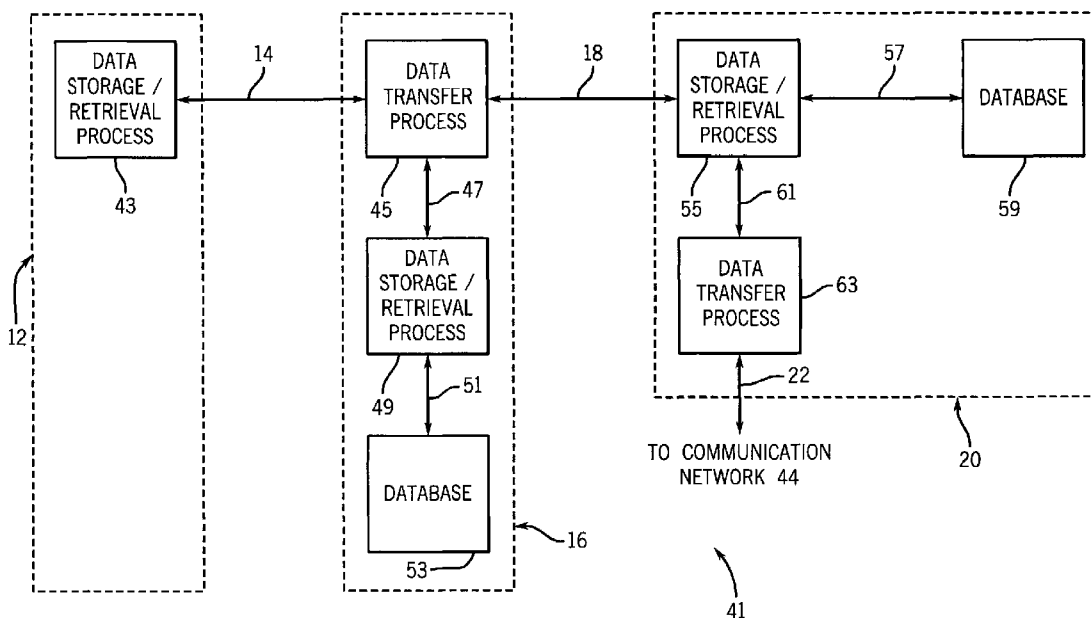 DATA
STORAGE /
RETRIEVAL
PROCESS
43
14
DATA
TRANSFER
PROCESS
45
47
18
DATA
STORAGE /
RETRIEVAL
PROCESS
55
57
DATABASE
59
61
12
DATA
STORAGE /
RETRIEVAL
PROCESS
49
51
DATA
TRANSFER
PROCESS
63
22
TO COMMUNICATION
NETWORK 44
20
DATABASE
53
16
41